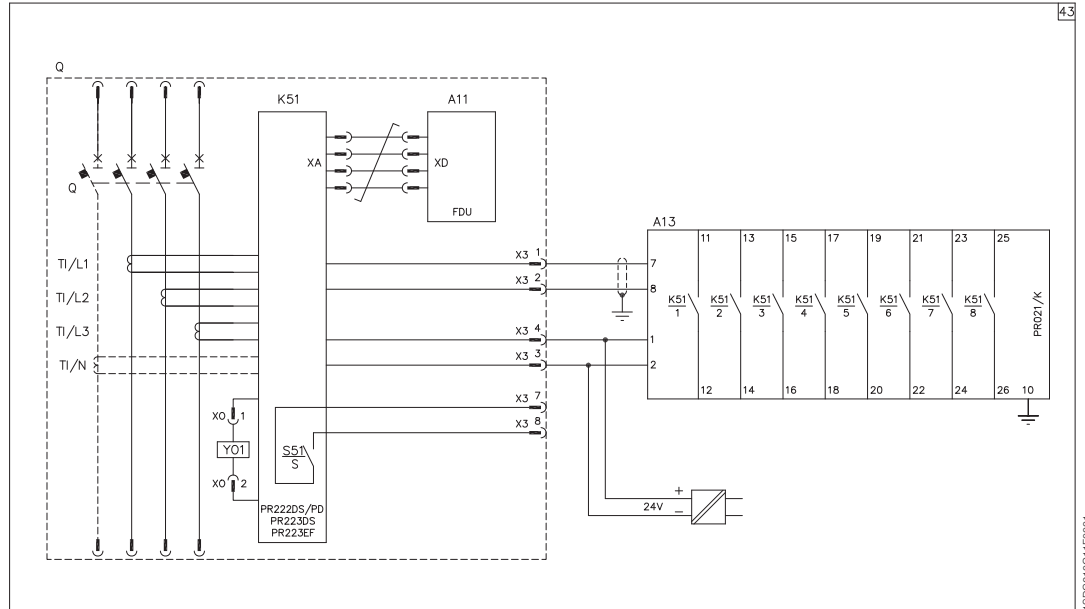 43
Q
K51
A11
XA
XD
FDU
Q
A13
TI/L1
TI/L2
TI/L3
TI/N
X3 1
X3 2
X3 4
X3 3
X3 7
X3 8
7
8
1
2
11 13 15 17 19 21 23 25
K51 K51 K51 K51 K51 K51 K51 K51
1 2 3 4 5 6 7 8
12 14 16 18 20 22 24 26 10
PR021/K
X0 1
Y01
X0 2
S51
S
PR222DS/PD
PR223DS
PR223EF
24V
+
−